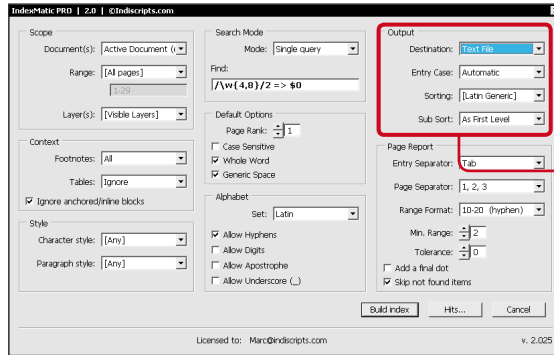 IndexMatic PRO | 2.0 | ©Indiscripts.com
Scope
Document(s): Active Document (
Range: [All pages]
1-29
Layer(s): [Visible Layers]
Context
Footnotes: All
Tables: Ignore
Ignore anchored/inline blocks
Style
Character style: [Any]
Paragraph style: [Any]
Search Mode
Mode: Single query
Find:
/\w{4,8}/2 => $0
Default Options
Page Rank: 1
Case Sensitive
Whole Word
Generic Space
Alphabet
Set: Latin
Allow Hyphens
Allow Digits
Allow Apostrophe
Allow Underscore (_)
Output
Destination: Text File
Entry Case: Automatic
Sorting: [Latin Generic]
Sub Sort: As First Level
Page Report
Entry Separator: Tab
Page Separator: 1, 2, 3
Range Format: 10-20 (hyphen)
Min. Range: 2
Tolerance: 0
Add a final dot
Skip not found items
Build index Hits... Cancel
Licensed to: Marc@indiscripts.com v. 2.025